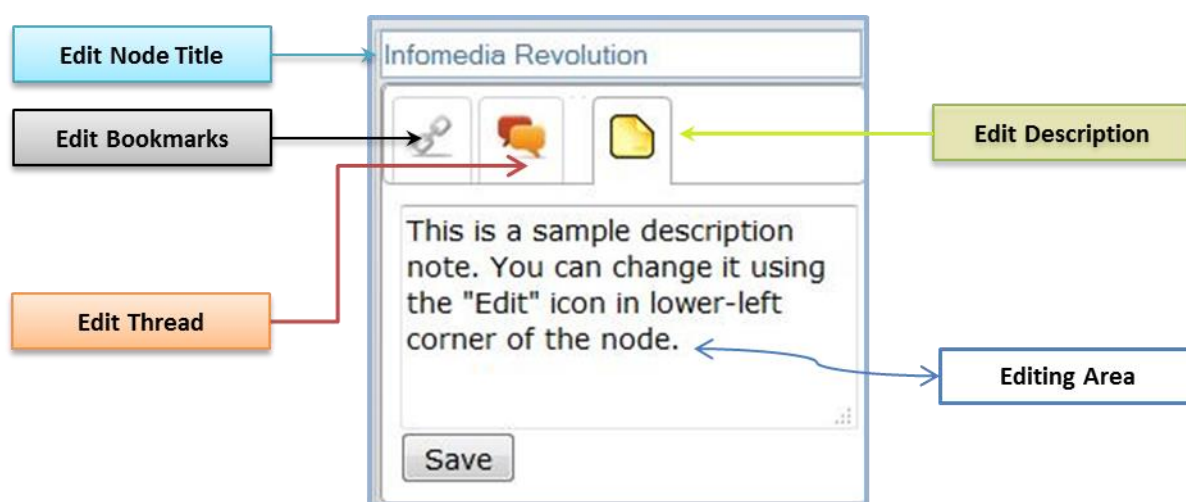 Edit Node Title
Infomedia Revolution
Edit Bookmarks
Edit Description
This is a sample description
note. You can change it using
the "Edit" icon in lower-left
corner of the node.
Edit Thread
Editing Area
Save